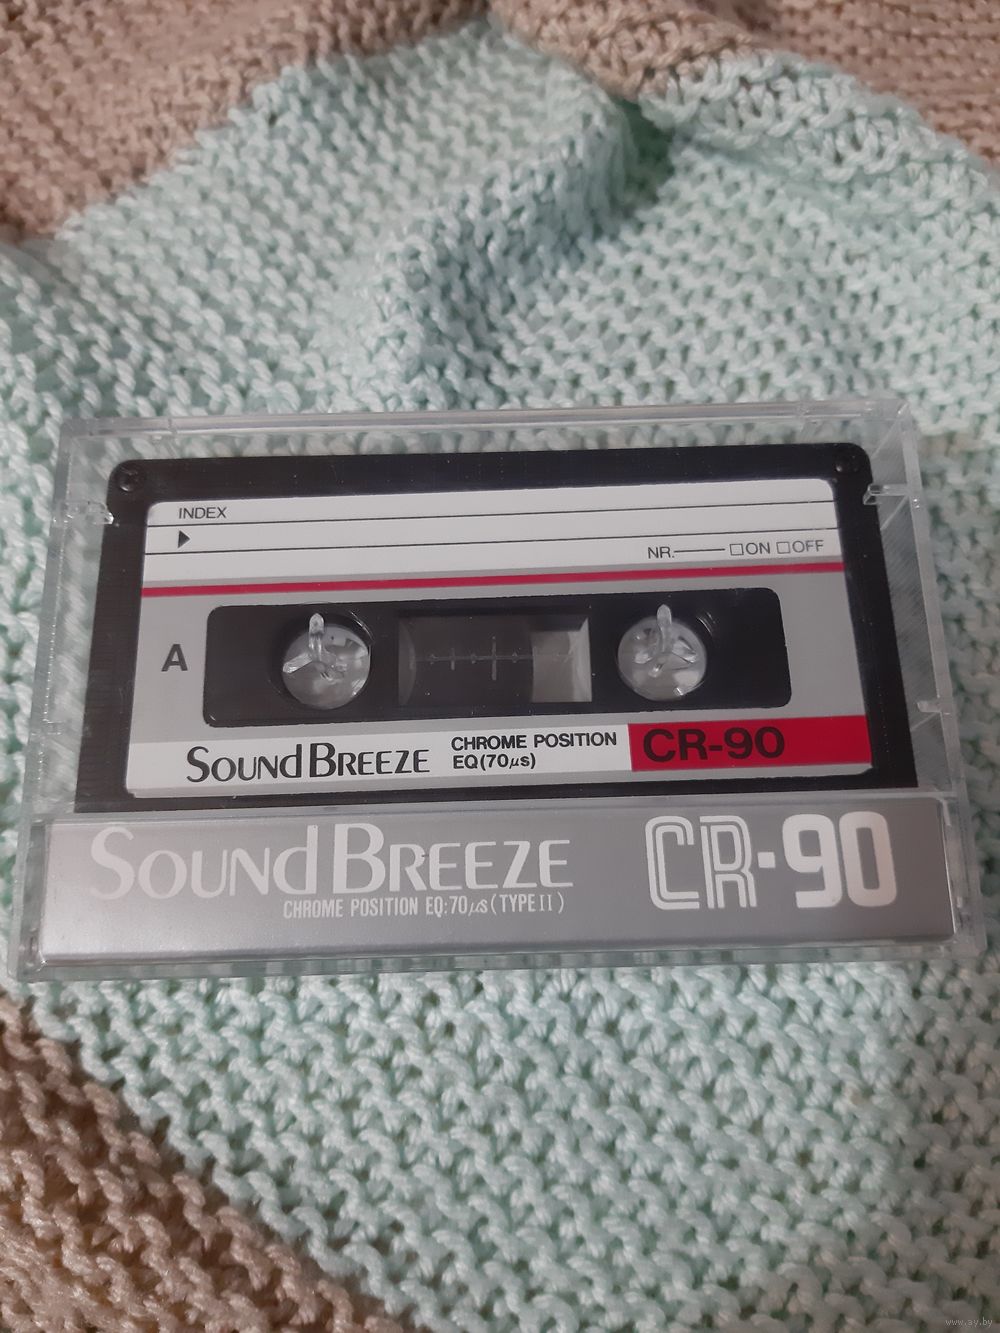 INDEX
NR. □ON □OFF
A
SOUND BREEZE
CHROME POSITION
EQ(70μs)
CR-90
SOUND BREEZE
CHROME POSITION EQ:70μs(TYPE II)
CR-90
www.ay.by